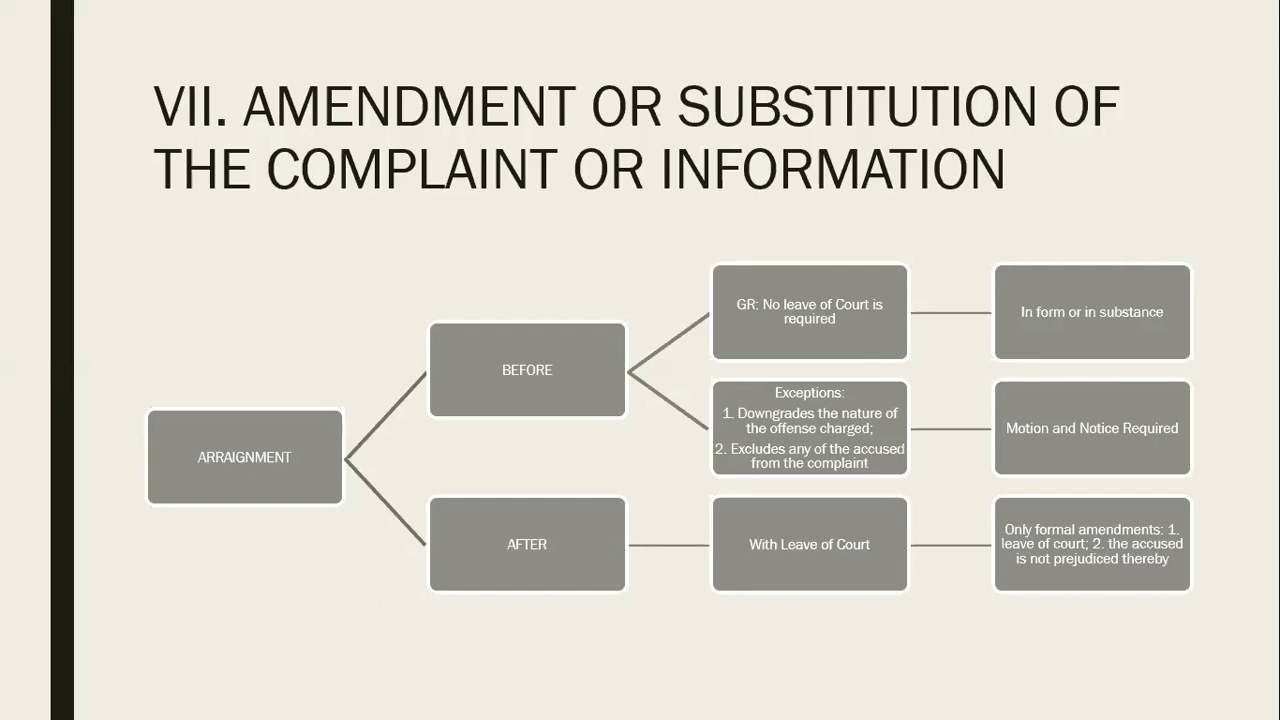 VII. AMENDMENT OR SUBSTITUTION OF
THE COMPLAINT OR INFORMATION
ARRAIGNMENT
BEFORE
GR: No leave of Court is
required
In form or in substance
Exceptions:
1. Downgrades the nature of
the offense charged;
2. Excludes any of the accused
from the complaint
Motion and Notice Required
AFTER
With Leave of Court
Only formal amendments: 1.
leave of court; 2. the accused
is not prejudiced thereby